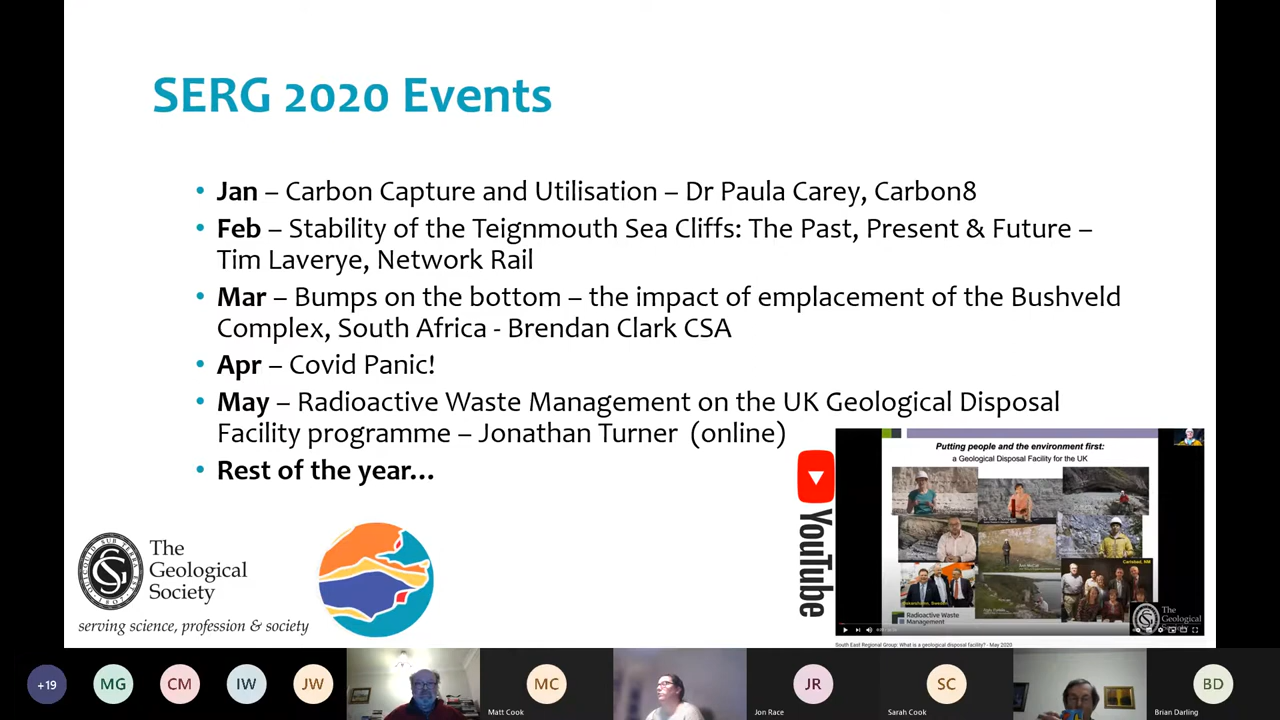 SERG 2020 Events
• Jan – Carbon Capture and Utilisation – Dr Paula Carey, Carbon8
• Feb – Stability of the Teignmouth Sea Cliffs: The Past, Present & Future –
Tim Laverye, Network Rail
• Mar – Bumps on the bottom – the impact of emplacement of the Bushveld
Complex, South Africa - Brendan Clark CSA
• Apr – Covid Panic!
• May – Radioactive Waste Management on the UK Geological Disposal
Facility programme – Jonathan Turner (online)
• Rest of the year...
YouTube
Putting people and the environment first:
a Geological Disposal Facility for the UK
Carlsbad, NM
Radioactive Waste
Management
The
Geological
South East Regional Group: What is a geological disposal facility? - May 2020
The
Geological
Society
serving science, profession & society
+19
MG
CM
IW
JW
MC
Matt Cook
JR
Jon Race
SC
Sarah Cook
BD
Brian Darling